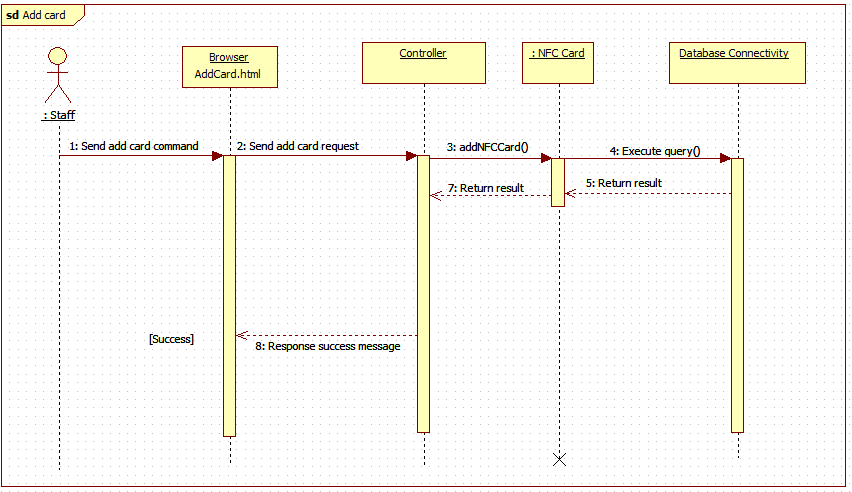 sd Add card
: Staff
Browser
AddCard.html
Controller
: NFC Card
Database Connectivity
1: Send add card command
2: Send add card request
3: addNFCCard()
4: Execute query()
5: Return result
7: Return result
[Success]
8: Response success message